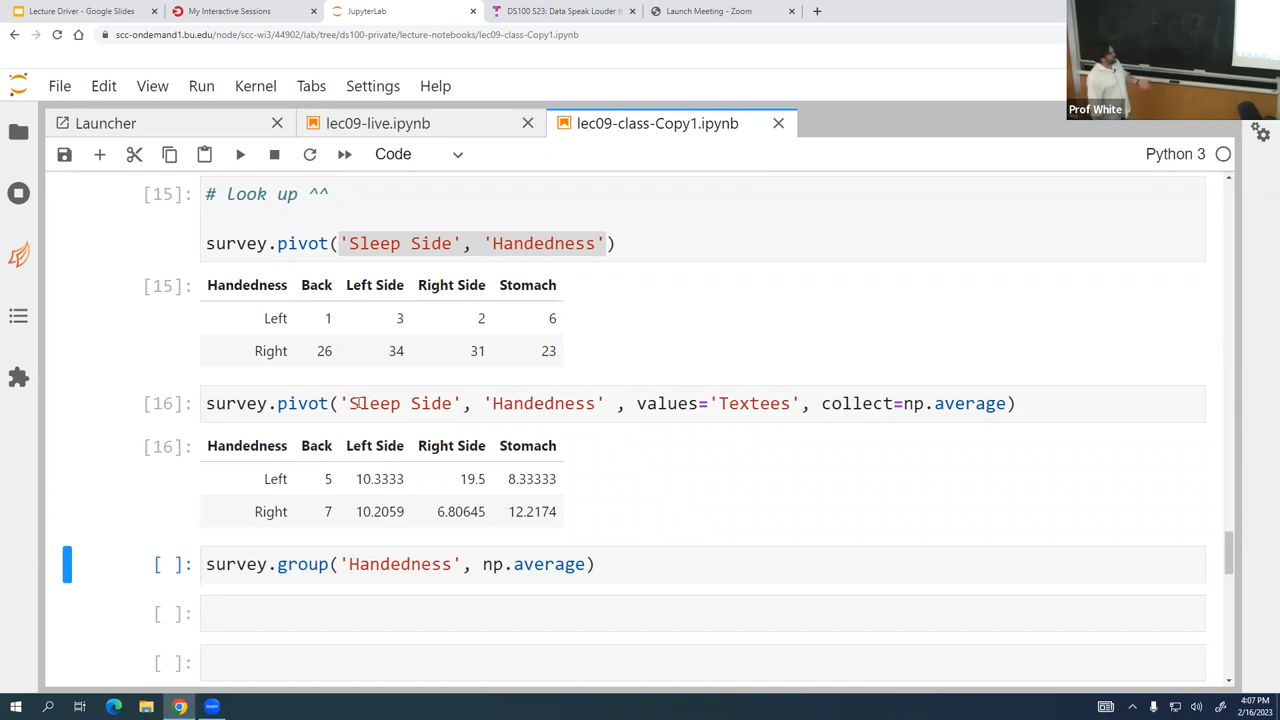 Lecture Driver - Google Slides
My Interactive Sessions
JupyterLab
DS100 S23: Data Speak Louder th
Launch Meeting - Zoom
scc-ondemand1.bu.edu/node/scc-wi3/44902/lab/tree/ds100-private/lecture-notebooks/lec09-class-Copy1.ipynb
Prof White
File Edit View Run Kernel Tabs Settings Help
Launcher
lec09-live.ipynb
lec09-class-Copy1.ipynb
Code
Python 3
[15]: # Look up ^^
survey.pivot('Sleep Side', 'Handedness')
[15]: Handedness Back Left Side Right Side Stomach
Left 1 3 2 6
Right 26 34 31 23
[16]: survey.pivot('Sleep Side', 'Handedness' , values='Textees', collect=np.average)
[16]: Handedness Back Left Side Right Side Stomach
Left 5 10.3333 19.5 8.33333
Right 7 10.2059 6.80645 12.2174
[ ]: survey.group('Handedness', np.average)
[ ]:
[ ]:
4:07 PM
2/16/2023